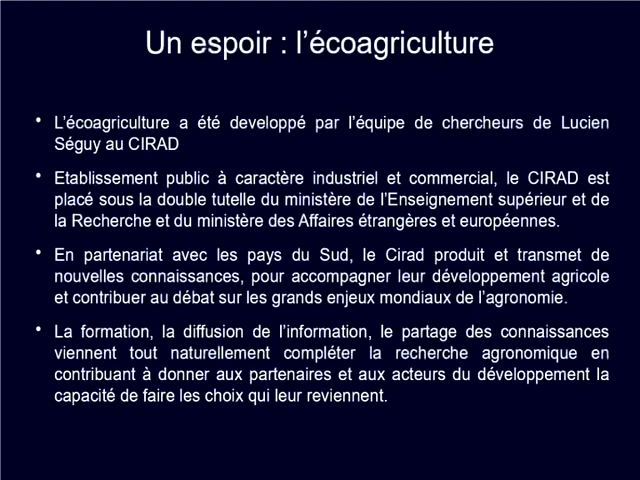 Un espoir : l’écoagriculture
• L’écoagriculture a été developpé par l’équipe de chercheurs de Lucien
Séguy au CIRAD
• Etablissement public à caractère industriel et commercial, le CIRAD est
placé sous la double tutelle du ministère de l’Enseignement supérieur et de
la Recherche et du ministère des Affaires étrangères et européennes.
• En partenariat avec les pays du Sud, le Cirad produit et transmet de
nouvelles connaissances, pour accompagner leur développement agricole
et contribuer au débat sur les grands enjeux mondiaux de l’agronomie.
• La formation, la diffusion de l’information, le partage des connaissances
viennent tout naturellement compléter la recherche agronomique en
contribuant à donner aux partenaires et aux acteurs du développement la
capacité de faire les choix qui leur reviennent.